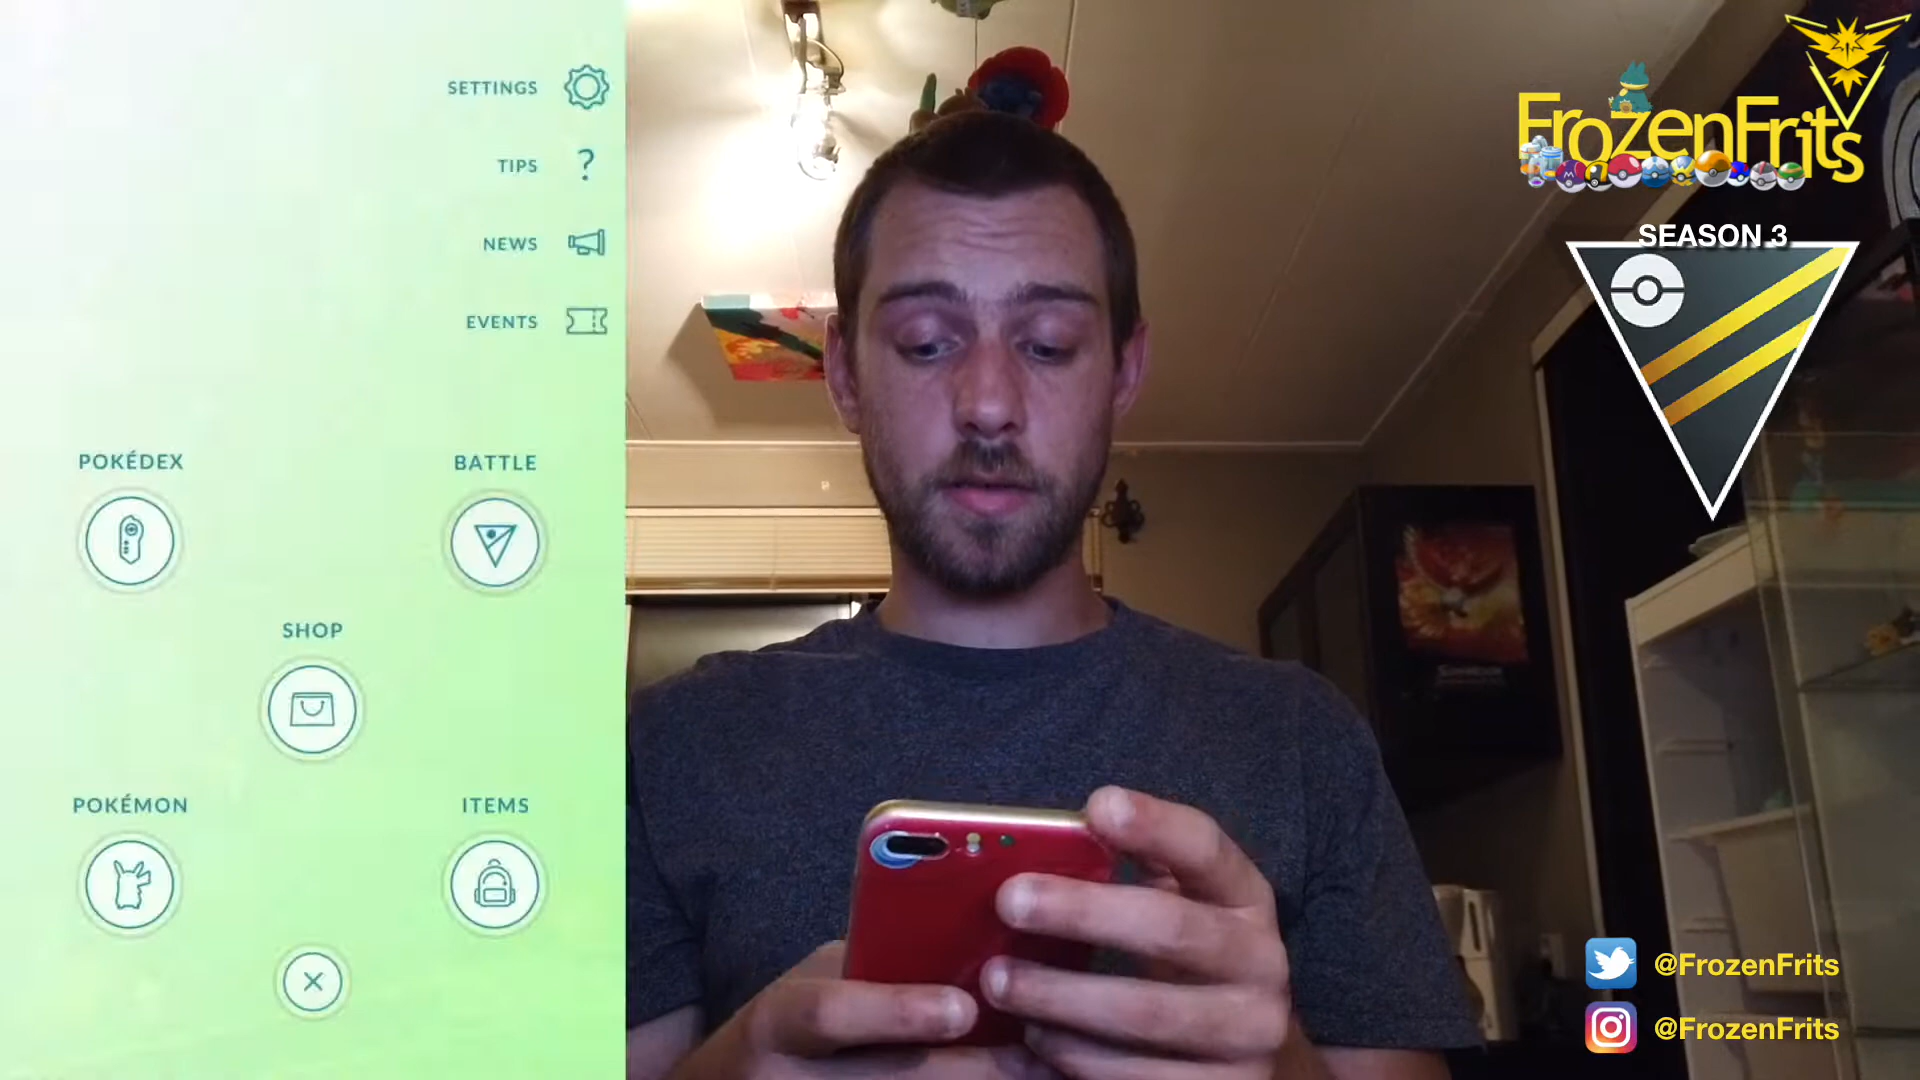 SETTINGS
TIPS
NEWS
EVENTS
POKÉDEX
BATTLE
SHOP
POKÉMON
ITEMS
FrozenFrits
SEASON 3
@FrozenFrits
@FrozenFrits